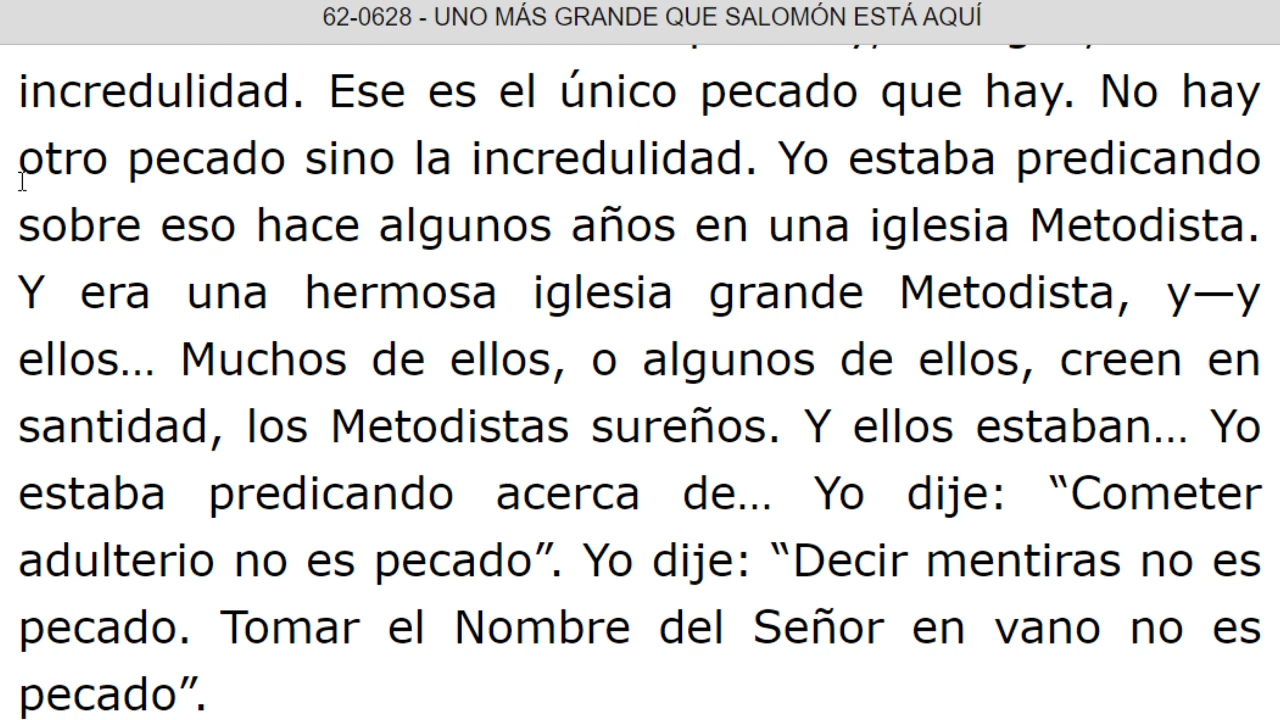 62-0628 - UNO MÁS GRANDE QUE SALOMÓN ESTÁ AQUÍ
incredulidad. Ese es el único pecado que hay. No hay
otro pecado sino la incredulidad. Yo estaba predicando
sobre eso hace algunos años en una iglesia Metodista.
Y era una hermosa iglesia grande Metodista, y—y
ellos… Muchos de ellos, o algunos de ellos, creen en
santidad, los Metodistas sureños. Y ellos estaban… Yo
estaba predicando acerca de… Yo dije: “Cometer
adulterio no es pecado”. Yo dije: “Decir mentiras no es
pecado. Tomar el Nombre del Señor en vano no es
pecado”.